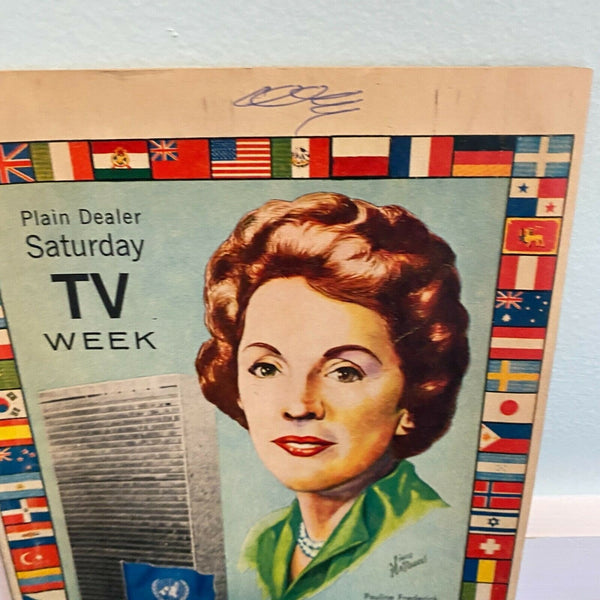 Plain Dealer
Saturday
TV
WEEK
Pauline Frederick